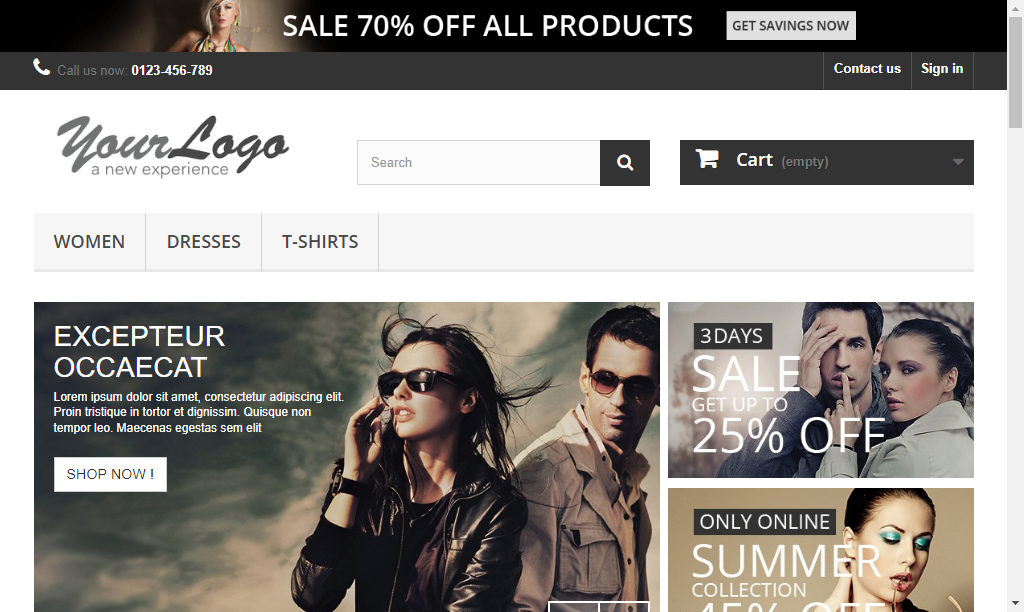 SALE 70% OFF ALL PRODUCTS
GET SAVINGS NOW
Call us now: 0123-456-789
Contact us
Sign in
YourLogo
a new experience
Search
Cart (empty)
WOMEN
DRESSES
T-SHIRTS
EXCEPTEUR
OCCAECAT
Lorem ipsum dolor sit amet, consectetur adipiscing elit.
Proin tristique in tortor et dignissim. Quisque non
tempor leo. Maecenas egestas sem elit
SHOP NOW !
3 DAYS
SALE
GET UP TO
25% OFF
ONLY ONLINE
SUMMER
COLLECTION
45% OFF